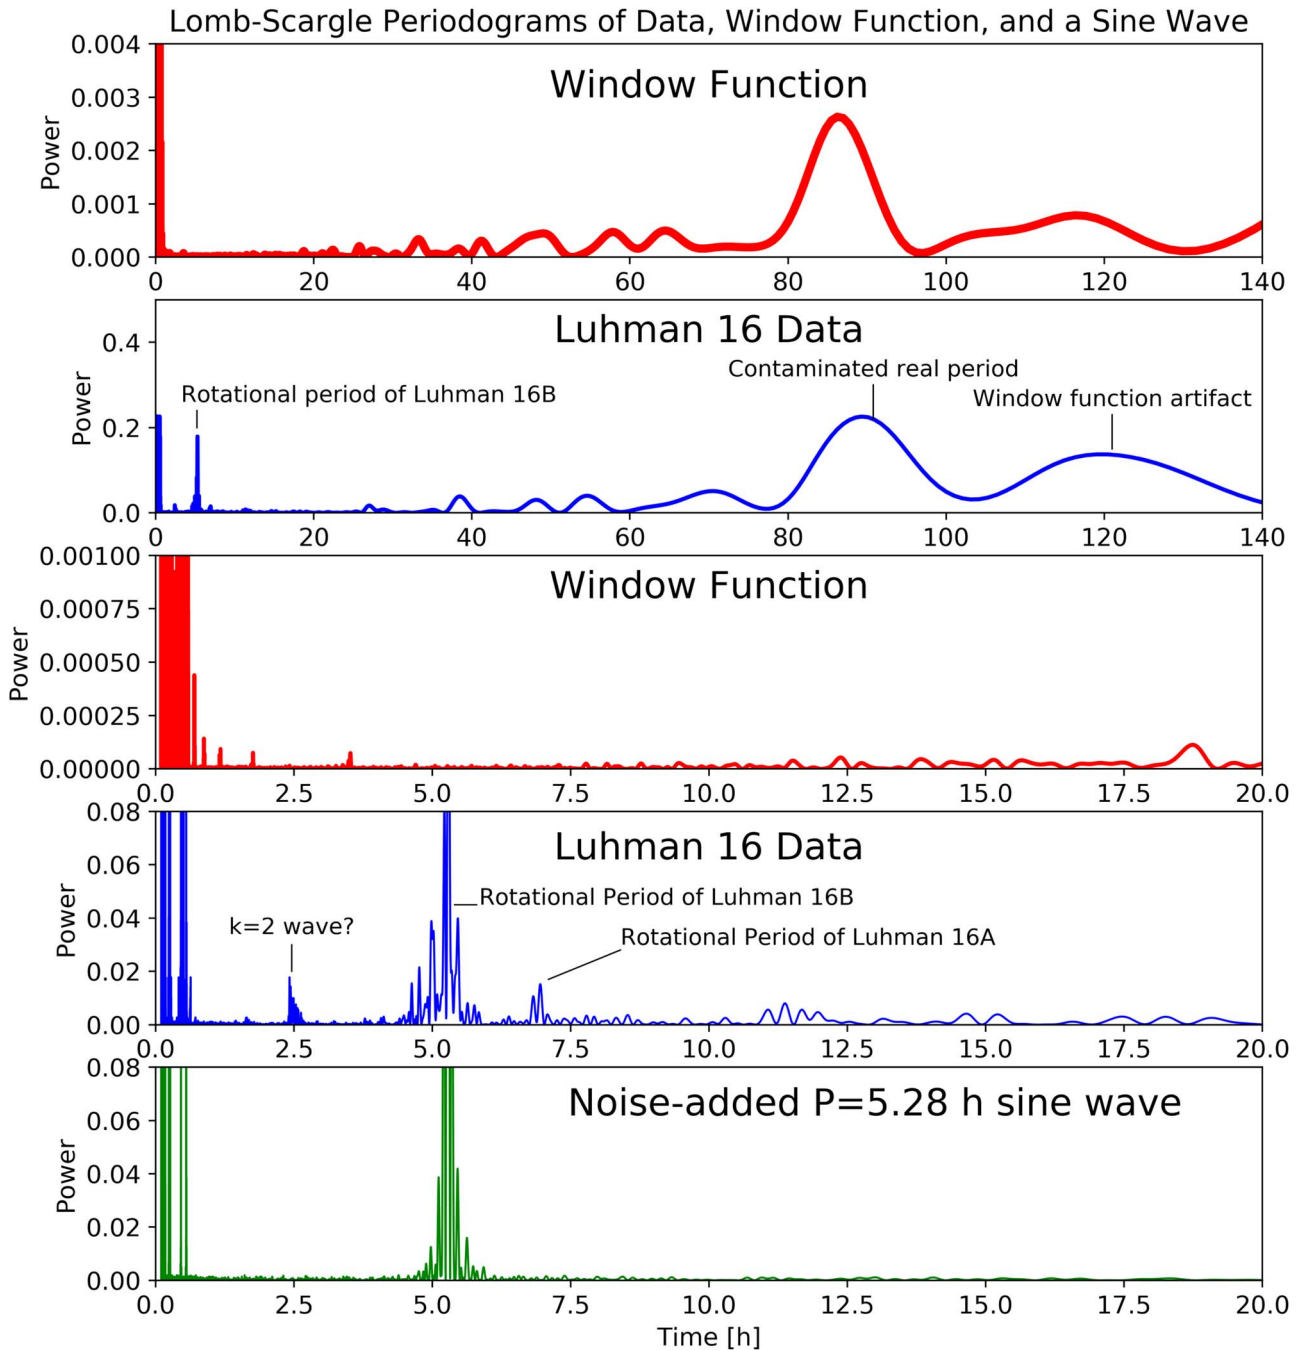 Lomb-Scargle Periodograms of Data, Window Function, and a Sine Wave
Window Function
Power
0.004
0.003
0.002
0.001
0.000
0 20 40 60 80 100 120 140
Luhman 16 Data
Contaminated real period
Rotational period of Luhman 16B
Window function artifact
Power
0.4
0.2
0.0
0 20 40 60 80 100 120 140
Window Function
Power
0.00100
0.00075
0.00050
0.00025
0.00000
0.0 2.5 5.0 7.5 10.0 12.5 15.0 17.5 20.0
Luhman 16 Data
Rotational Period of Luhman 16B
k=2 wave?
Rotational Period of Luhman 16A
Power
0.08
0.06
0.04
0.02
0.00
0.0 2.5 5.0 7.5 10.0 12.5 15.0 17.5 20.0
Noise-added P=5.28 h sine wave
Power
0.08
0.06
0.04
0.02
0.00
0.0 2.5 5.0 7.5 10.0 12.5 15.0 17.5 20.0
Time [h]